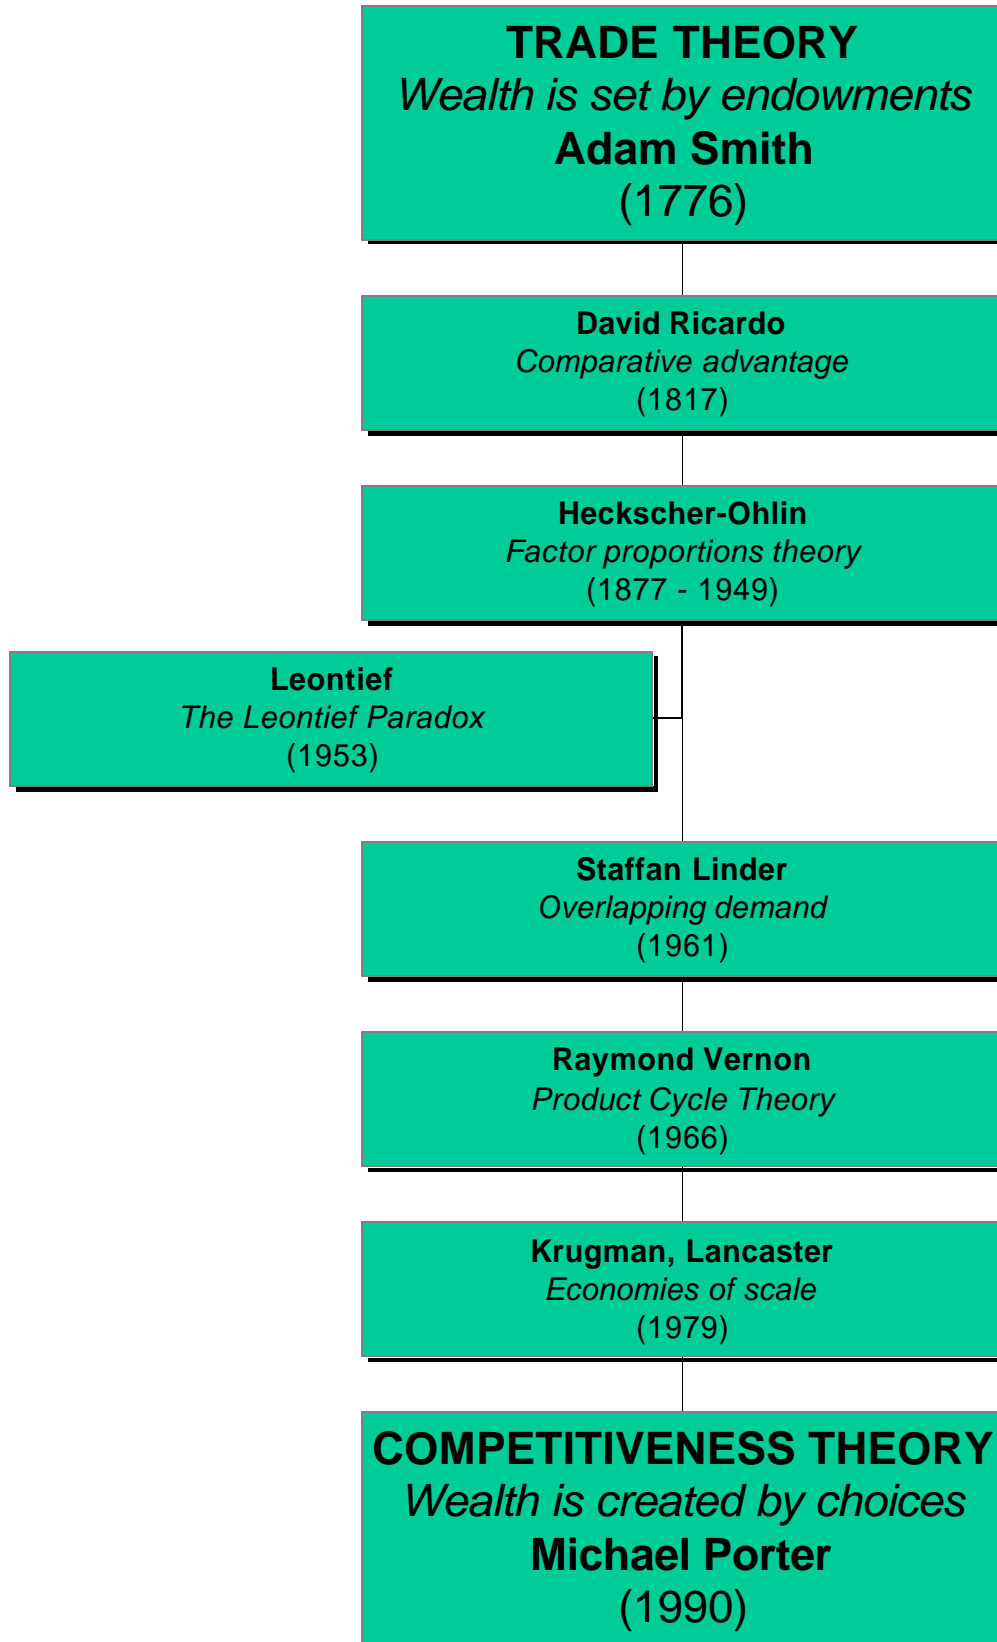 TRADE THEORY
Wealth is set by endowments
Adam Smith
(1776)
David Ricardo
Comparative advantage
(1817)
Heckscher-Ohlin
Factor proportions theory
(1877 - 1949)
Leontief
The Leontief Paradox
(1953)
Staffan Linder
Overlapping demand
(1961)
Raymond Vernon
Product Cycle Theory
(1966)
Krugman, Lancaster
Economies of scale
(1979)
COMPETITIVENESS THEORY
Wealth is created by choices
Michael Porter
(1990)